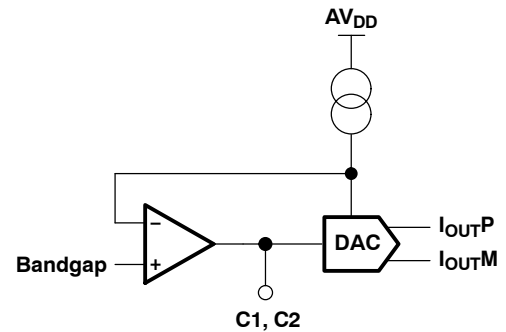 AVDD
−
DAC
IOUTP
Bandgap
+
IOUTM
C1, C2